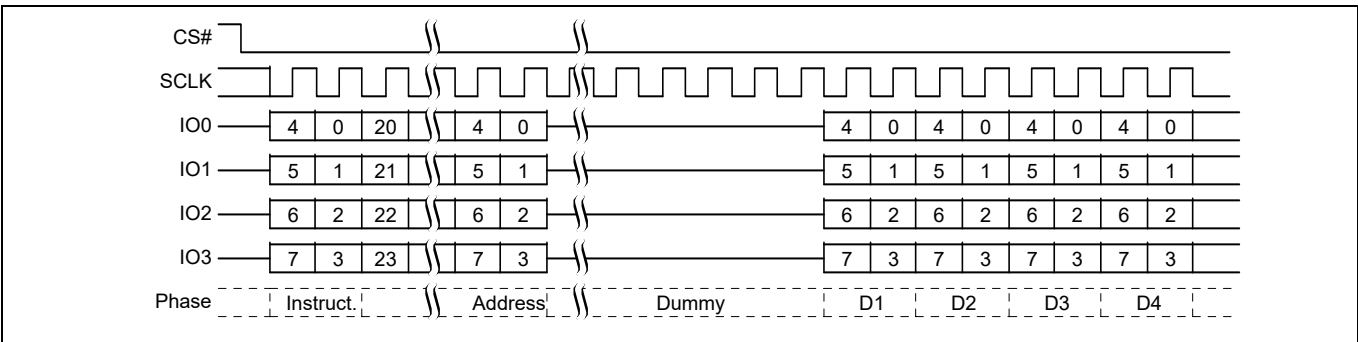 CS#
SCLK
IO0 4 0 20 4 0 4 0 4 0 4 0 4 0
IO1 5 1 21 5 1 5 1 5 1 5 1 5 1
IO2 6 2 22 6 2 6 2 6 2 6 2 6 2
IO3 7 3 23 7 3 7 3 7 3 7 3 7 3
Phase Instruct. Address Dummy D1 D2 D3 D4